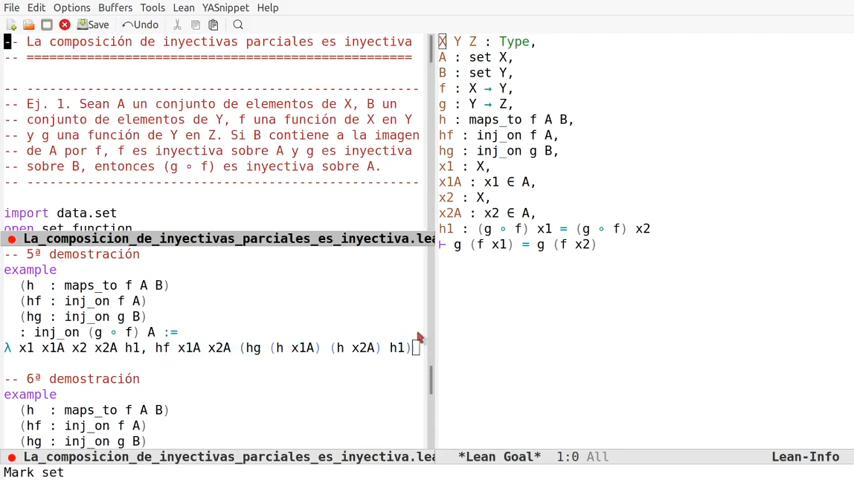 File Edit Options Buffers Tools Lean YASnippet Help
Save Undo
-- La composición de inyectivas parciales es inyectiva
-- ===================================================
-- ---------------------------------------------------
-- Ej. 1. Sean A un conjunto de elementos de X, B un
-- conjunto de elementos de Y, f una función de X en Y
-- y g una función de Y en Z. Si B contiene a la imagen
-- de A por f, f es inyectiva sobre A y g es inyectiva
-- sobre B, entonces (g ∘ f) es inyectiva sobre A.
-- ---------------------------------------------------
import data.set
open set function
La_composicion_de_inyectivas_parciales_es_inyectiva.lea
-- 5ª demostración
example
(h : maps_to f A B)
(hf : inj_on f A)
(hg : inj_on g B)
: inj_on (g ∘ f) A :=
λ x1 x1A x2 x2A h1, hf x1A x2A (hg (h x1A) (h x2A) h1)
-- 6ª demostración
example
(h : maps_to f A B)
(hf : inj_on f A)
(hg : inj_on g B)
La_composicion_de_inyectivas_parciales_es_inyectiva.lea
Mark set
X Y Z : Type,
A : set X,
B : set Y,
f : X → Y,
g : Y → Z,
h : maps_to f A B,
hf : inj_on f A,
hg : inj_on g B,
x1 : X,
x1A : x1 ∈ A,
x2 : X,
x2A : x2 ∈ A,
h1 : (g ∘ f) x1 = (g ∘ f) x2
⊢ g (f x1) = g (f x2)
*Lean Goal* 1:0 All Lean-Info